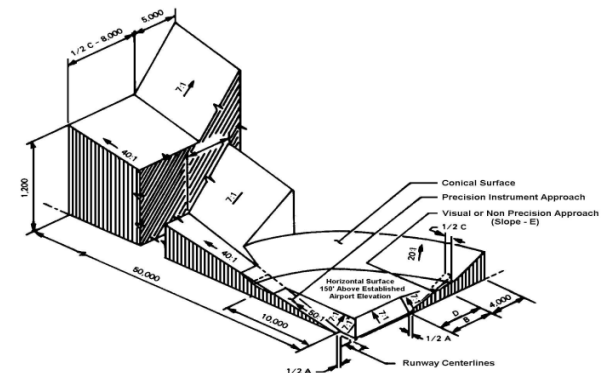 1/2 C - 8,000
5,000
7:1
40:1
1,200
7:1
Conical Surface
Precision Instrument Approach
Visual or Non Precision Approach
(Slope - E)
1/2 C
40:1
20:1
50,000
Horizontal Surface
150' Above Established
Airport Elevation
50:1
7:1
7:1
7:1
7:1
4,000
D
B
10,000
1/2 A
Runway Centerlines
1/2 A